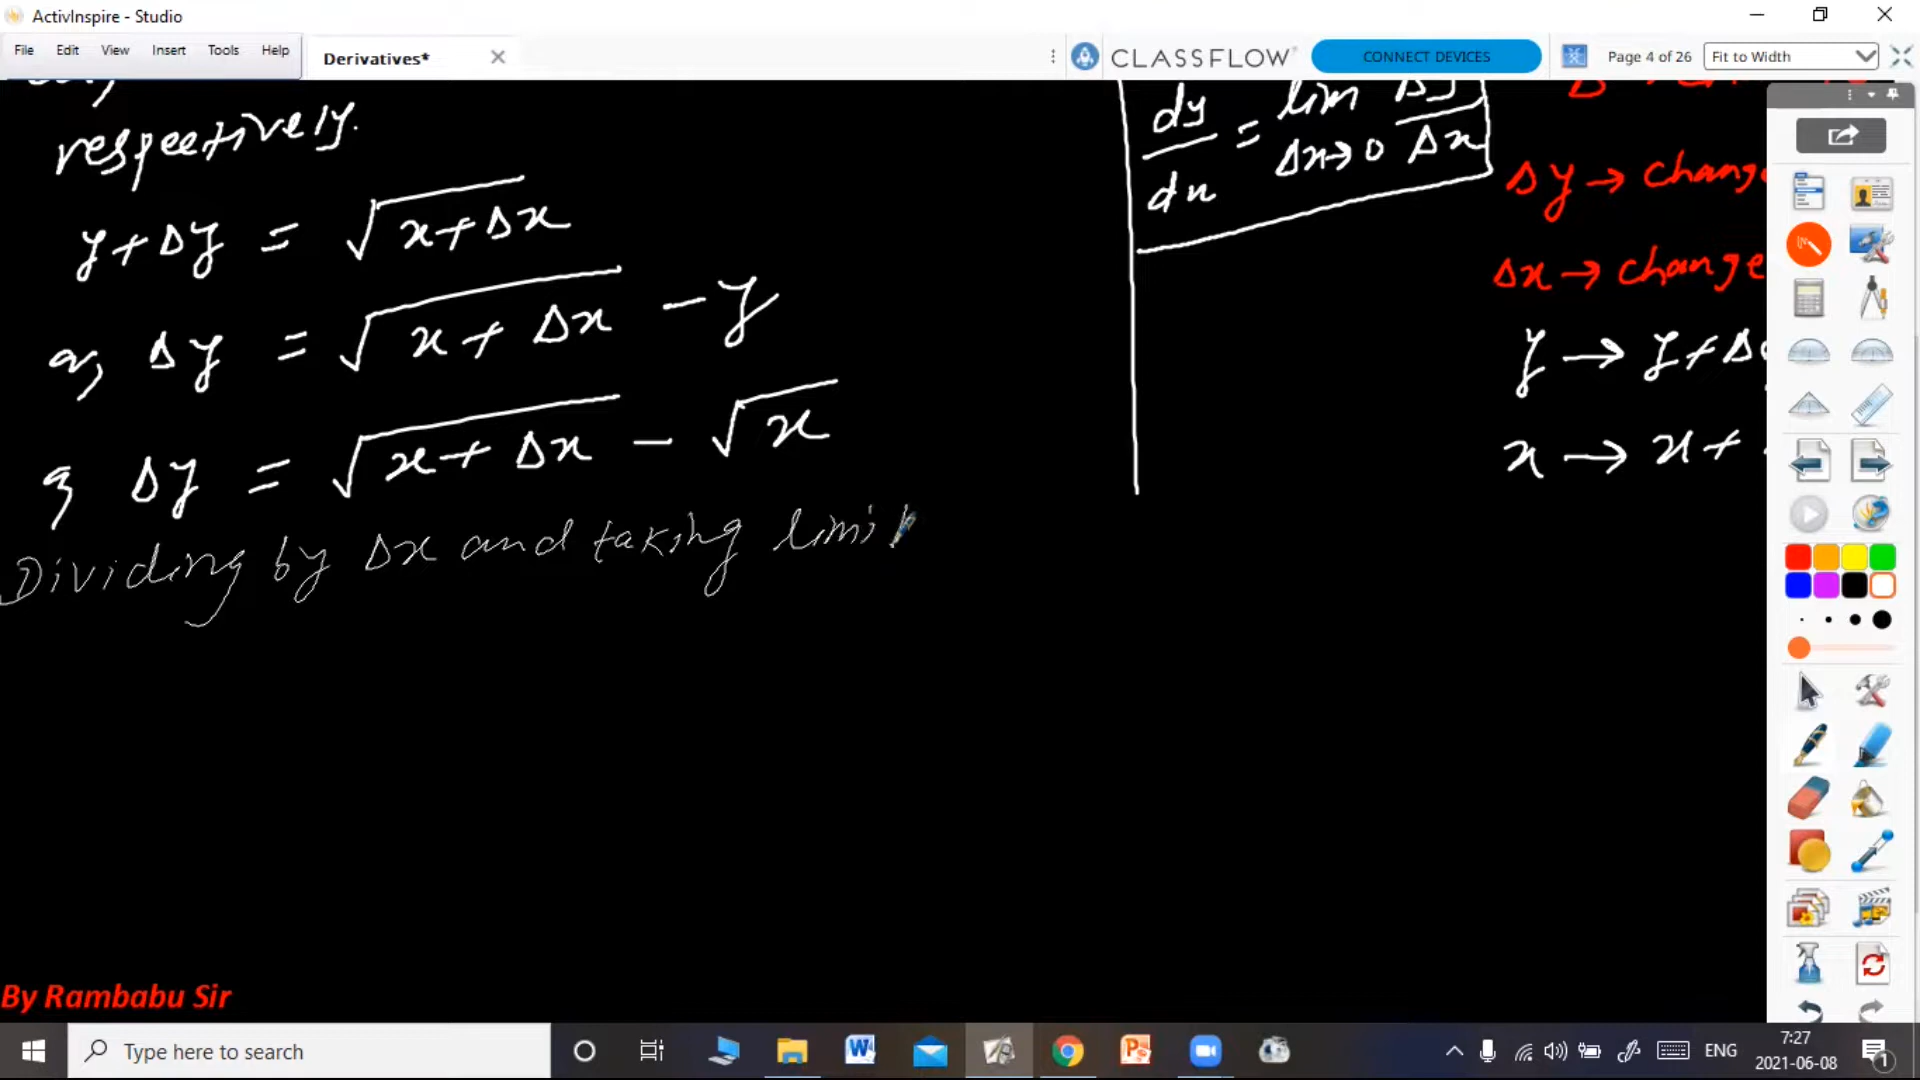 ActivInspire - Studio
File Edit View Insert Tools Help
Derivatives*
CLASSFLOW
CONNECT DEVICES
Page 4 of 26
Fit to Width
respectively.
y+Δy = √x+Δx
or, Δy = √x+Δx - y
Δy = √x+Δx - √x
Dividing by Δx and taking limi
dy/dx = lim Δx→0 Δy/Δx
Δy → chang
Δx → change
y → y+Δ
x → x+
By Rambabu Sir
Type here to search
ENG
7:27
2021-06-08
1